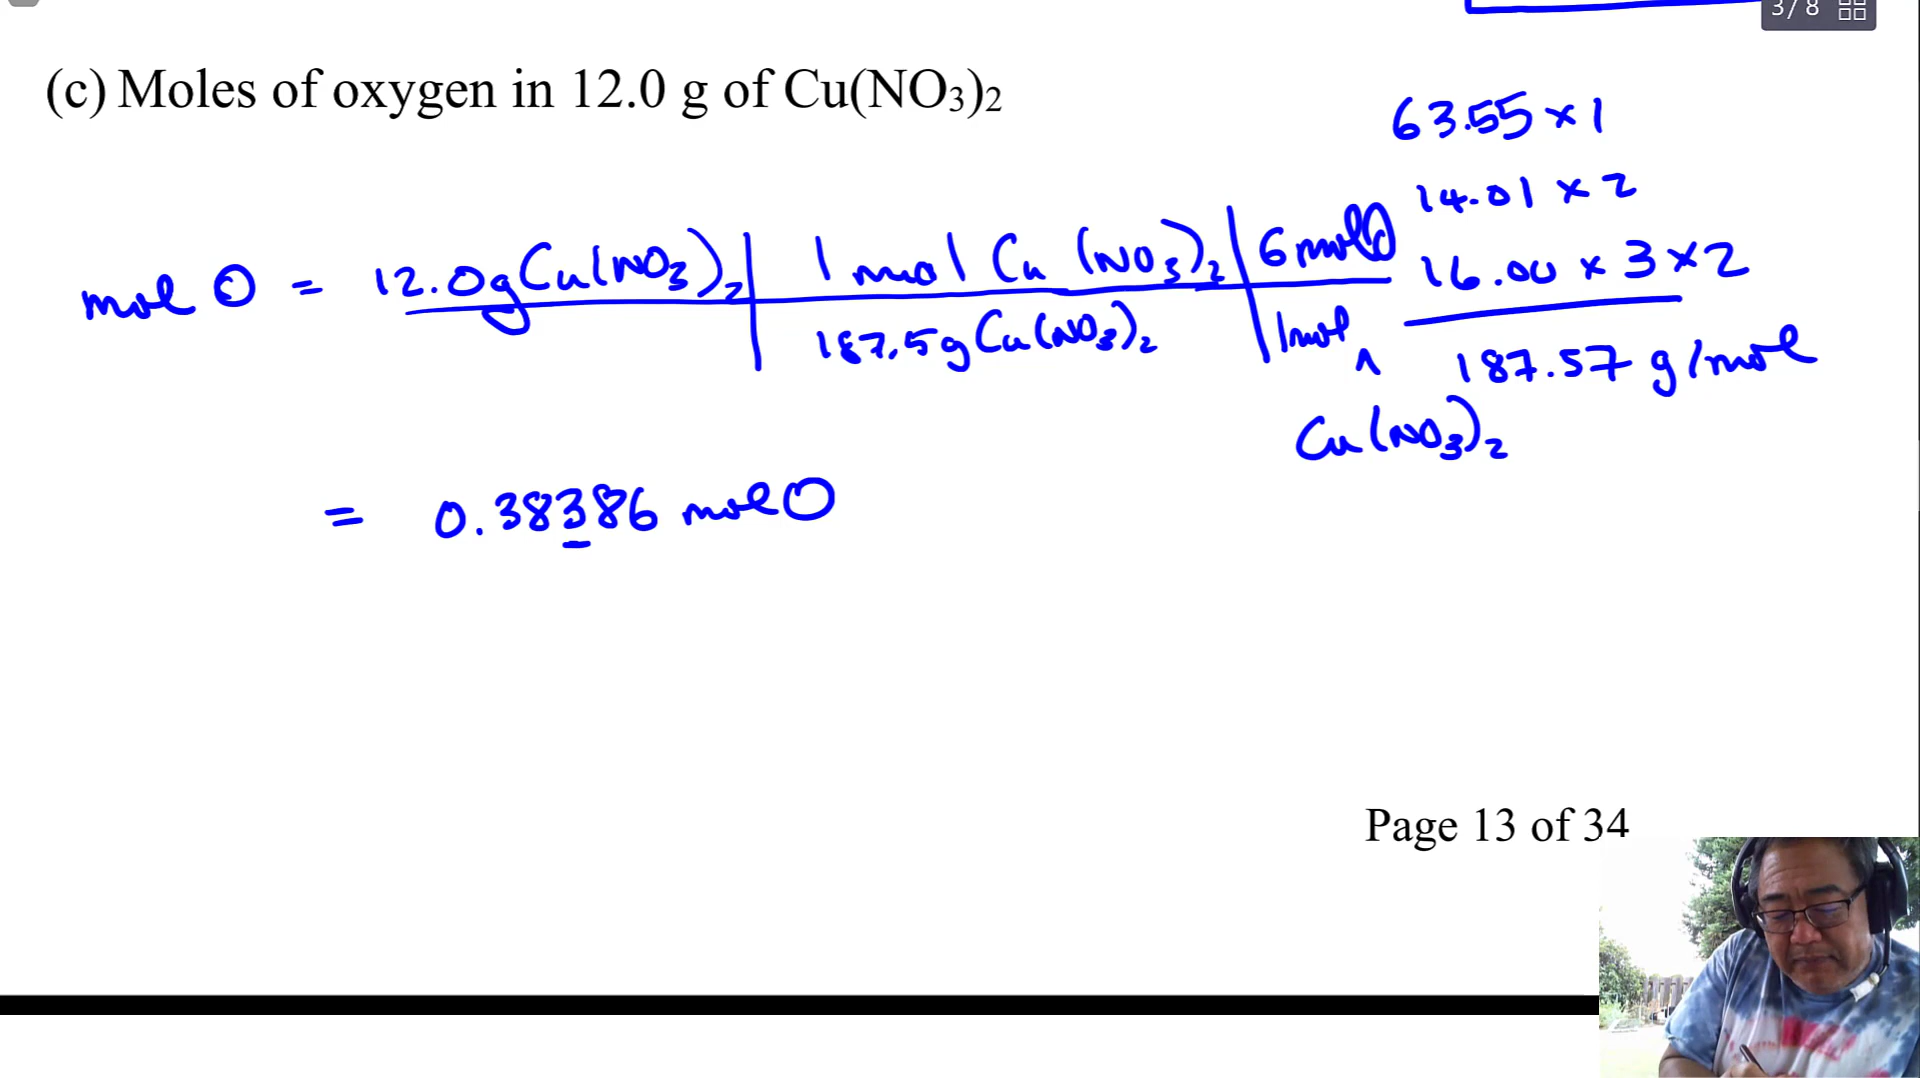 3/8
(c) Moles of oxygen in 12.0 g of Cu(NO3)2
63.55 × 1
14.01 × 2
16.00 × 3 × 2
187.57 g/mol
mol O = 12.0g Cu(NO3)2 | 1 mol Cu (NO3)2 | 6 mol O
187.5g Cu(NO3)2 | 1mol ^
Cu(NO3)2
= 0.38386 mol O
Page 13 of 34